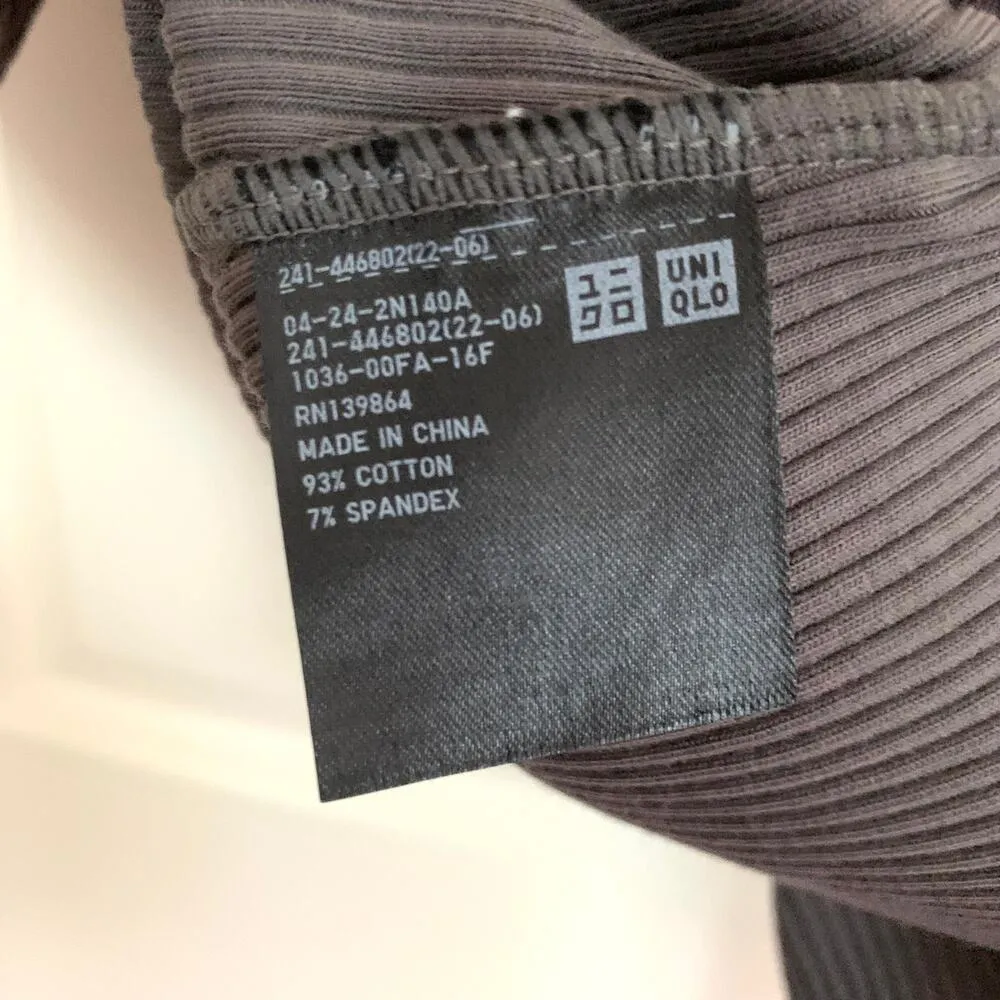 241-446802(22-06)
ユニ
クロ
UNI
QLO
04-24-2N140A
241-446802(22-06)
1036-00FA-16F
RN139864
MADE IN CHINA
93% COTTON
7% SPANDEX